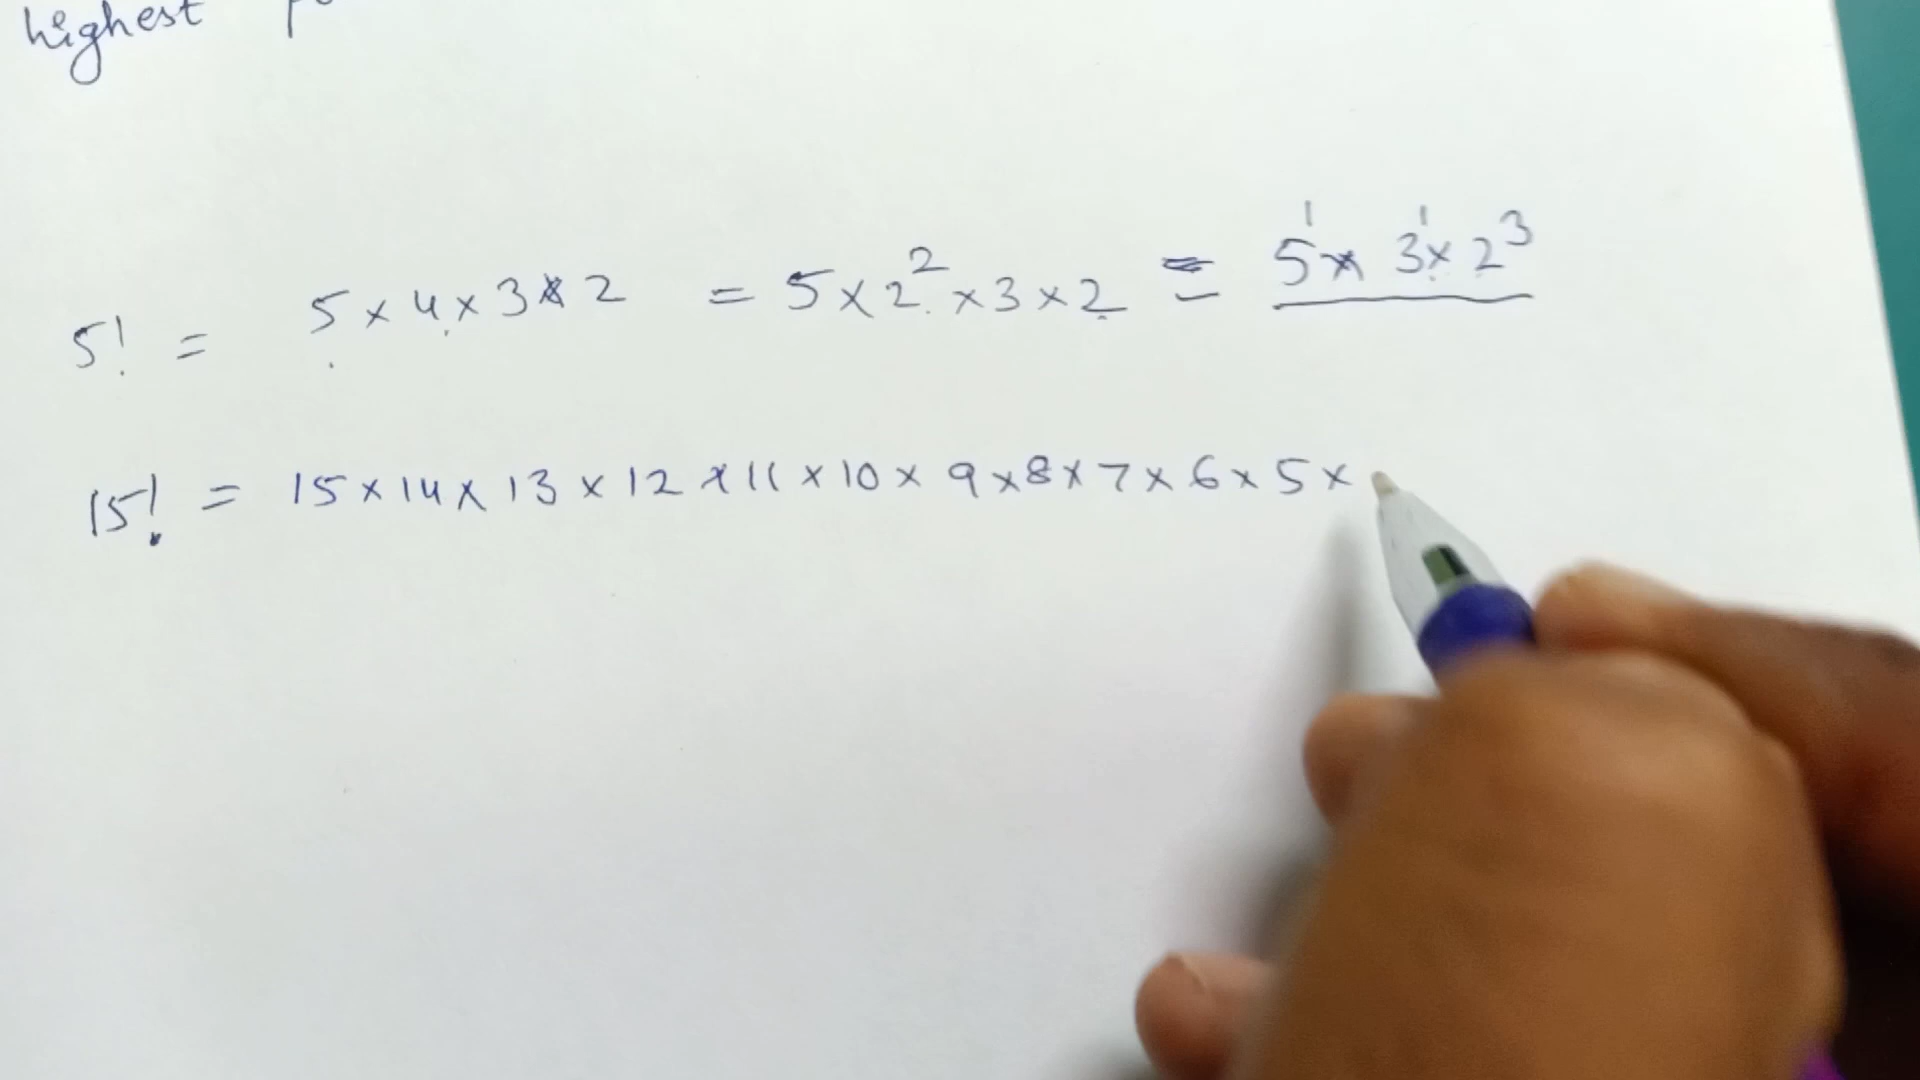 highest
5! = 5 × 4 × 3 × 2 = 5 × 2² × 3 × 2 = 5¹ × 3¹ × 2³
15! = 15 × 14 × 13 × 12 × 11 × 10 × 9 × 8 × 7 × 6 × 5 ×